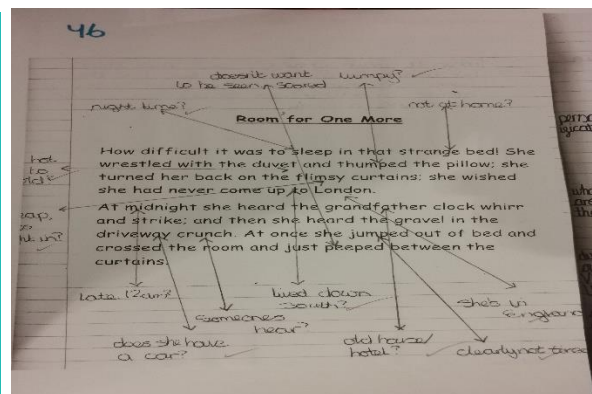 46
doesn't want
to be seen, scared
lumpy?
night time?
not at home?
Room for One More
How difficult it was to sleep in that strange bed! She
wrestled with the duvet and thumped the pillow; she
turned her back on the flimsy curtains; she wished
she had never come up to London.
At midnight she heard the grandfather clock whirr
and strike; and then she heard the gravel in the
driveway crunch. At once she jumped out of bed and
crossed the room and just peeped between the
curtains.
late 12am?
someones
near?
does she have
a car?
lived down
south?
old house/
hotel?
she's in
England
clearly not tired